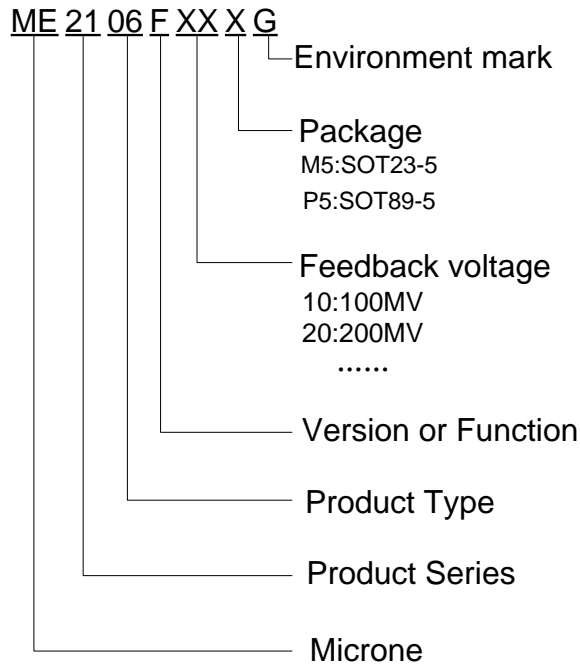 ME 21 06 F XX X G
Environment mark
Package
M5:SOT23-5
P5:SOT89-5
Feedback voltage
10:100MV
20:200MV
......
Version or Function
Product Type
Product Series
Microne